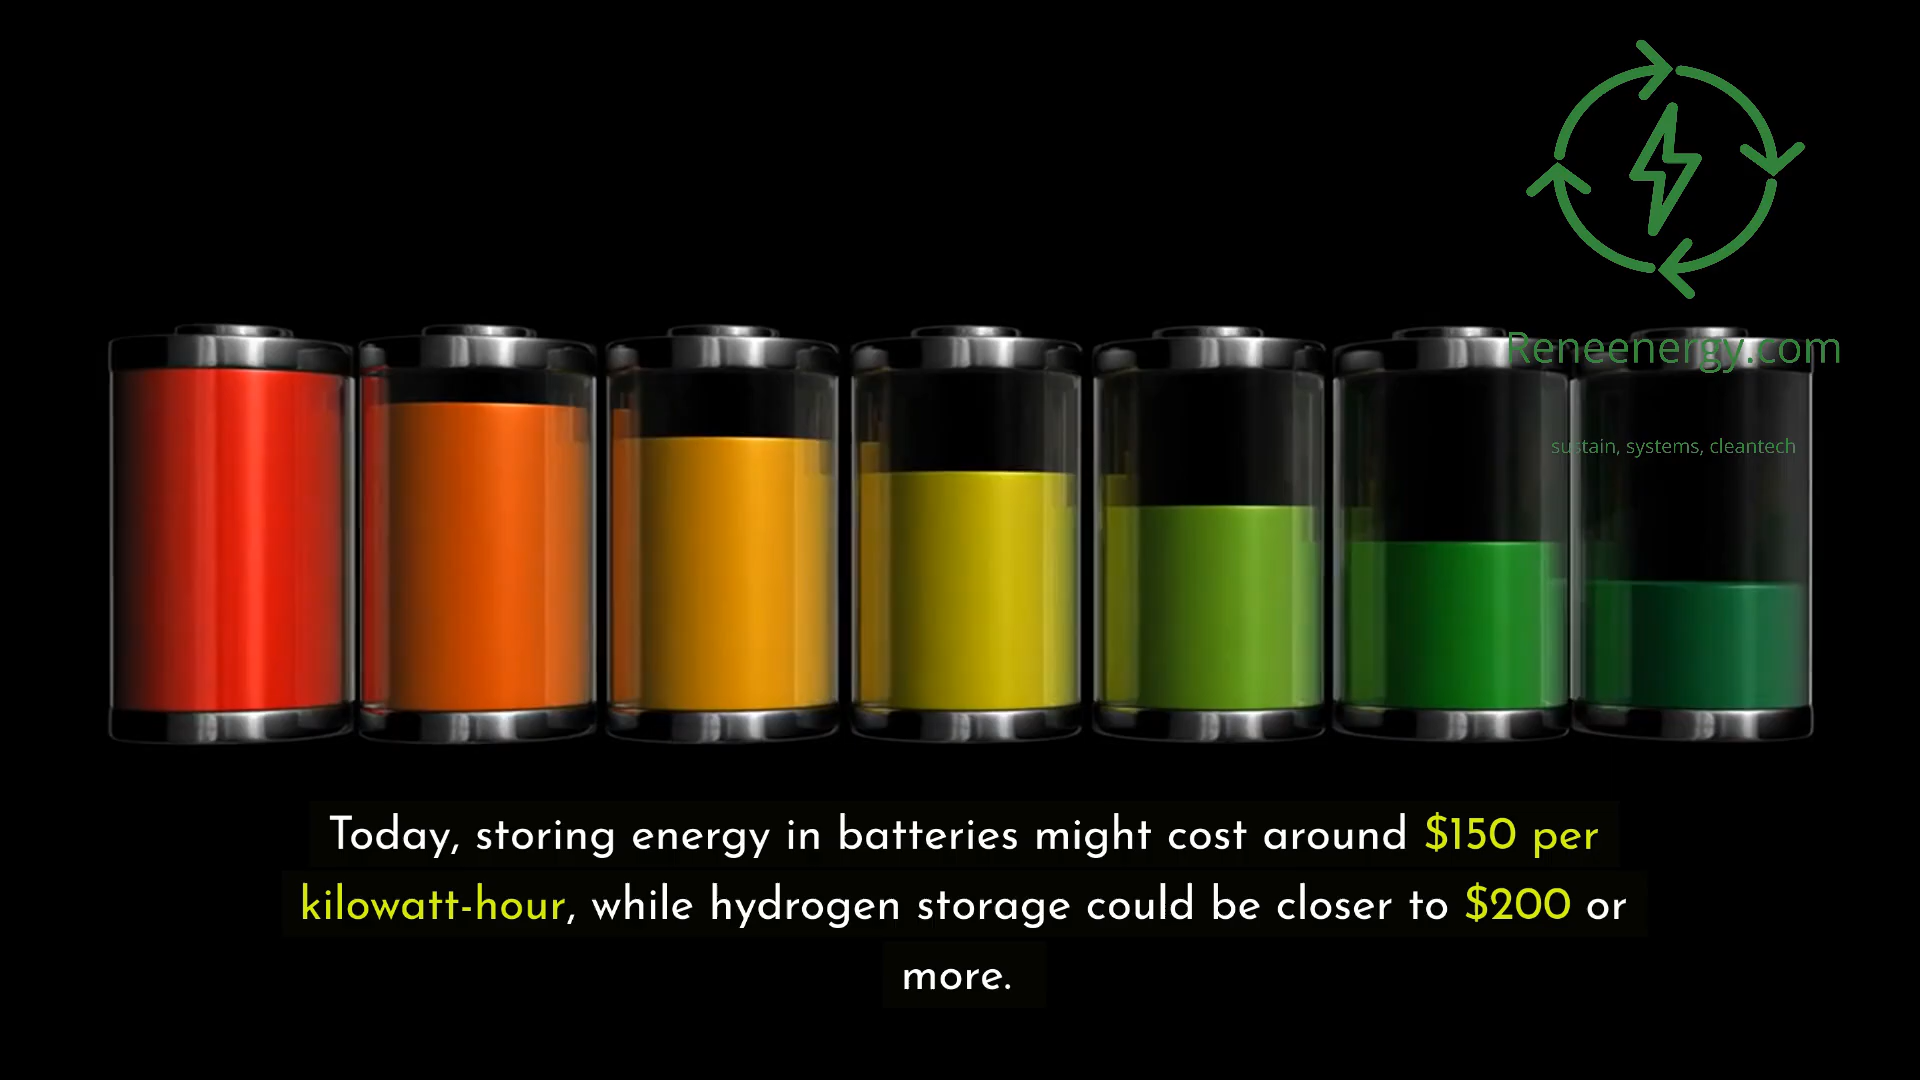 Reneenergy.com
sustain, systems, cleantech
Today, storing energy in batteries might cost around $150 per
kilowatt-hour, while hydrogen storage could be closer to $200 or
more.